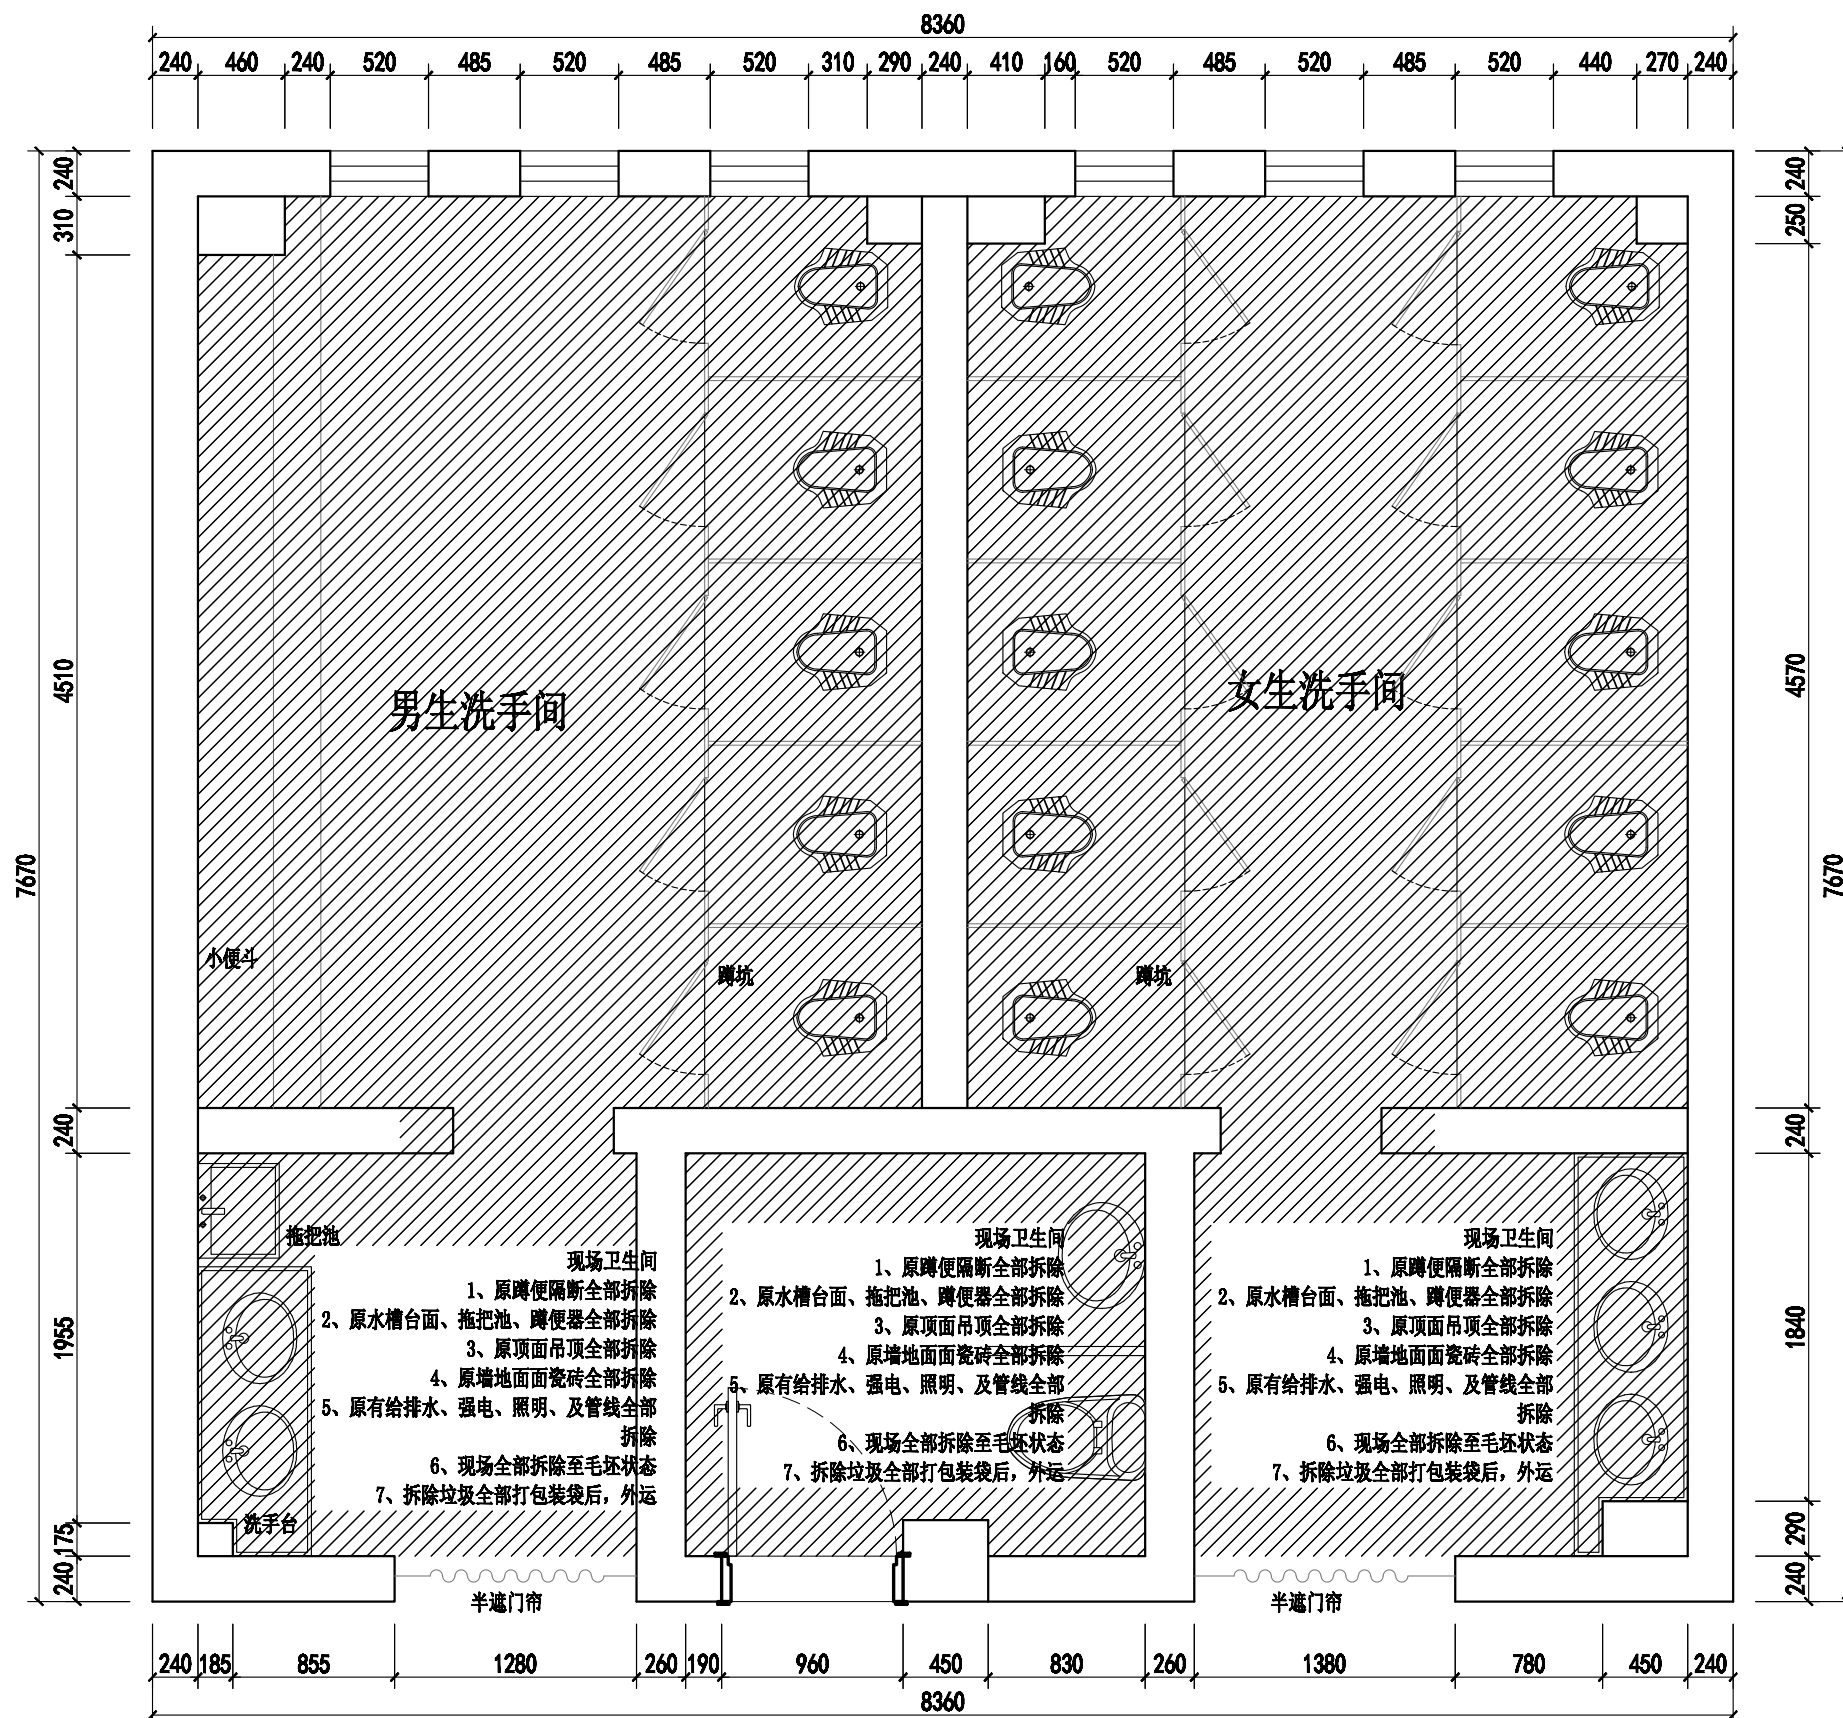 8360
240 460 240 520 485 520 485 520 310 290 240 410 160 520 485 520 485 520 440 270 240
240
310
4510
7670
240
1955
175
240
240
250
4570
7670
240
1840
290
240
男生洗手间
女生洗手间
小便斗
蹲坑
蹲坑
拖把池
洗手台
现场卫生间
1、原蹲便隔断全部拆除
2、原水槽台面、拖把池、蹲便器全部拆除
3、原顶面吊顶全部拆除
4、原墙地面面瓷砖全部拆除
5、原有给排水、强电、照明、及管线全部
拆除
6、现场全部拆除至毛坯状态
7、拆除垃圾全部打包装袋后，外运
现场卫生间
1、原蹲便隔断全部拆除
2、原水槽台面、拖把池、蹲便器全部拆除
3、原顶面吊顶全部拆除
4、原墙地面面瓷砖全部拆除
5、原有给排水、强电、照明、及管线全部
拆除
6、现场全部拆除至毛坯状态
7、拆除垃圾全部打包装袋后，外运
现场卫生间
1、原蹲便隔断全部拆除
2、原水槽台面、拖把池、蹲便器全部拆除
3、原顶面吊顶全部拆除
4、原墙地面面瓷砖全部拆除
5、原有给排水、强电、照明、及管线全部
拆除
6、现场全部拆除至毛坯状态
7、拆除垃圾全部打包装袋后，外运
半遮门帘
半遮门帘
240 185 855 1280 260 190 960 450 830 260 1380 780 450 240
8360